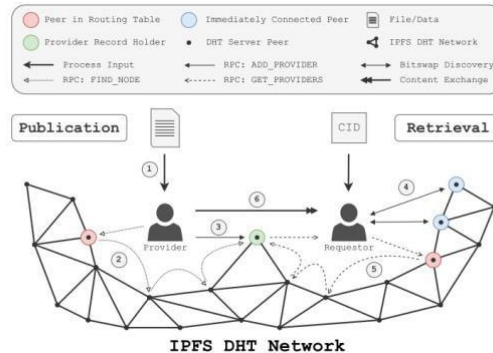 Peer in Routing Table
Immediately Connected Peer
File/Data
Provider Record Holder
DHT Server Peer
IPFS DHT Network
Process Input
RPC: ADD_PROVIDER
Bitswap Discovery
RPC: FIND_NODE
RPC: GET_PROVIDERS
Content Exchange
Publication
CID
Retrieval
1
4
6
3
Provider
Requestor
2
5
IPFS DHT Network